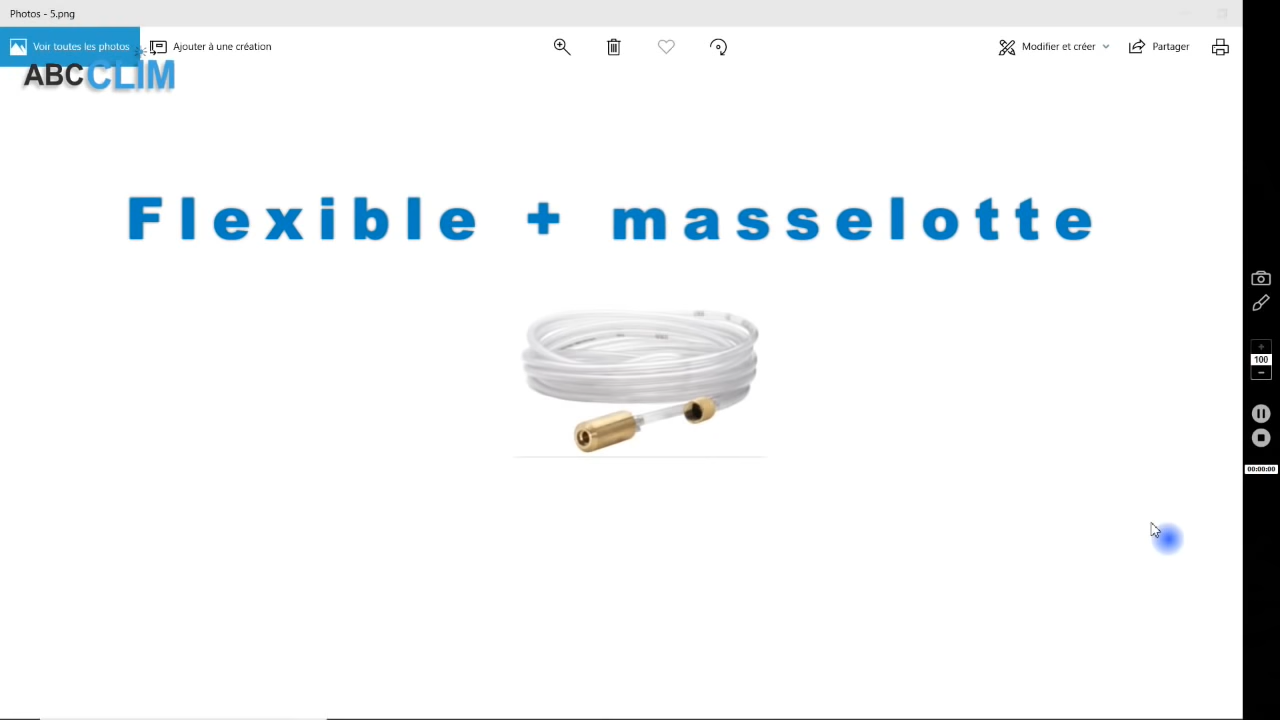 Photos - 5.png
Voir toutes les photos
Ajouter à une création
Modifier et créer
Partager
ABCCLIM
Flexible + masselotte
100
00:00:00